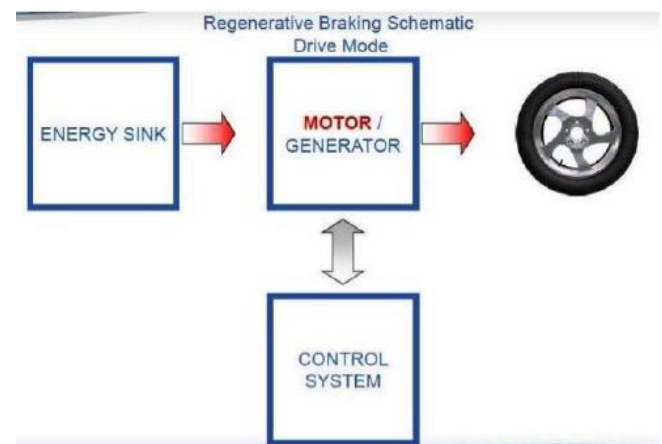 Regenerative Braking Schematic
Drive Mode
ENERGY SINK
MOTOR /
GENERATOR
CONTROL
SYSTEM